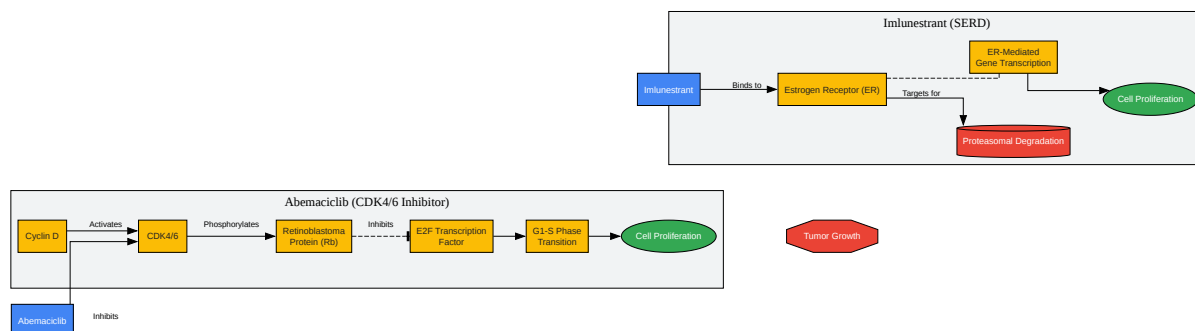 Imlunestrant (SERD)
ER-Mediated
Gene Transcription
Imlunestrant
Binds to
Estrogen Receptor (ER)
Targets for
Cell Proliferation
Proteasomal Degradation
Abemaciclib (CDK4/6 Inhibitor)
Cyclin D
Activates
CDK4/6
Phosphorylates
Retinoblastoma
Protein (Rb)
Inhibits
E2F Transcription
Factor
G1-S Phase
Transition
Cell Proliferation
Tumor Growth
Abemaciclib
Inhibits